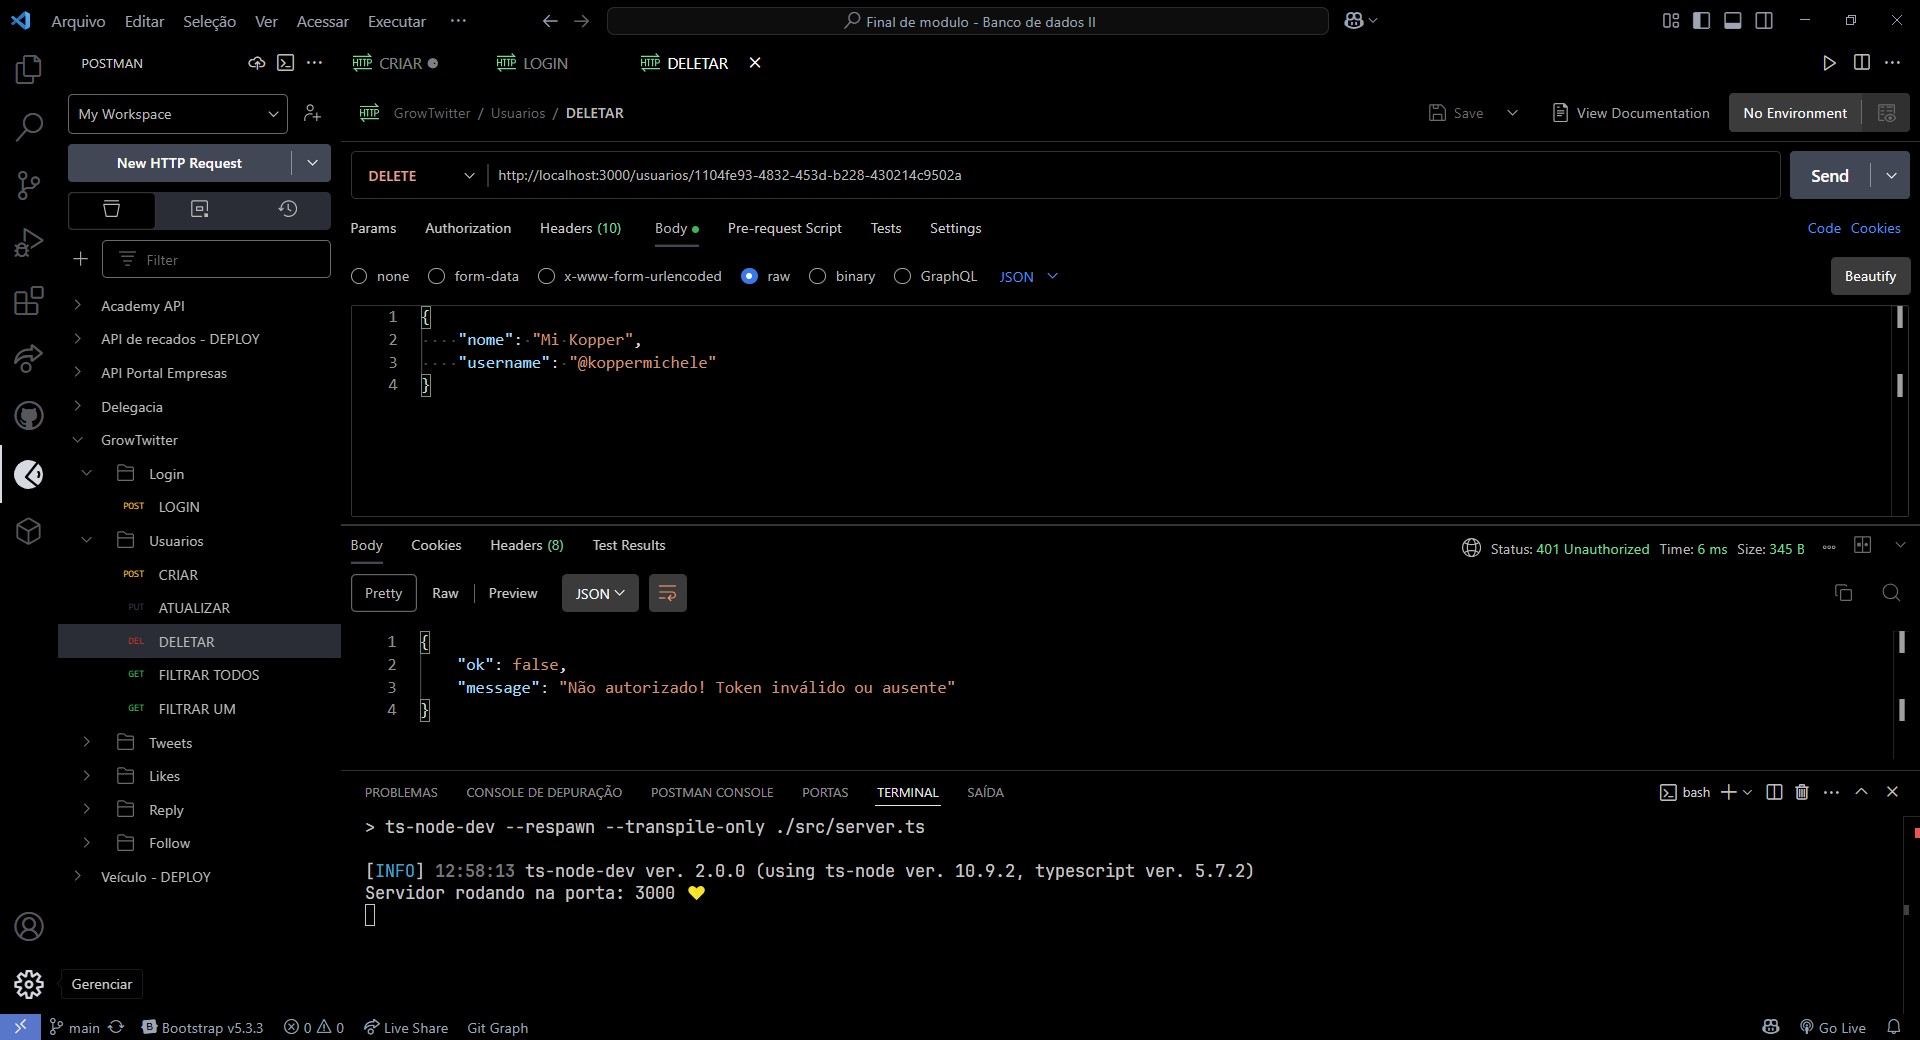 Arquivo Editar Seleção Ver Acessar Executar ··· Final de modulo - Banco de dados II
POSTMAN
HTTP CRIAR HTTP LOGIN HTTP DELETAR
My Workspace
HTTP GrowTwitter / Usuarios / DELETAR
Save View Documentation No Environment
New HTTP Request
DELETE http://localhost:3000/usuarios/1104fe93-4832-453d-b228-430214c9502a Send
Params Authorization Headers (10) Body Pre-request Script Tests Settings Code Cookies
Filter
none form-data x-www-form-urlencoded raw binary GraphQL JSON Beautify
Academy API
API de recados - DEPLOY
API Portal Empresas
Delegacia
GrowTwitter
Login
POST LOGIN
Usuarios
POST CRIAR
PUT ATUALIZAR
DEL DELETAR
GET FILTRAR TODOS
GET FILTRAR UM
Tweets
Likes
Reply
Follow
Veículo - DEPLOY
1 {
2 ····"nome":·"Mi·Kopper",
3 ····"username":·"@koppermichele"
4 }
Body Cookies Headers (8) Test Results Status: 401 Unauthorized Time: 6 ms Size: 345 B
Pretty Raw Preview JSON
1 {
2 "ok": false,
3 "message": "Não autorizado! Token inválido ou ausente"
4 }
PROBLEMAS CONSOLE DE DEPURAÇÃO POSTMAN CONSOLE PORTAS TERMINAL SAÍDA bash
> ts-node-dev --respawn --transpile-only ./src/server.ts
[INFO] 12:58:13 ts-node-dev ver. 2.0.0 (using ts-node ver. 10.9.2, typescript ver. 5.7.2)
Servidor rodando na porta: 3000 💛
Gerenciar
main B Bootstrap v5.3.3 0 0 Live Share Git Graph Go Live